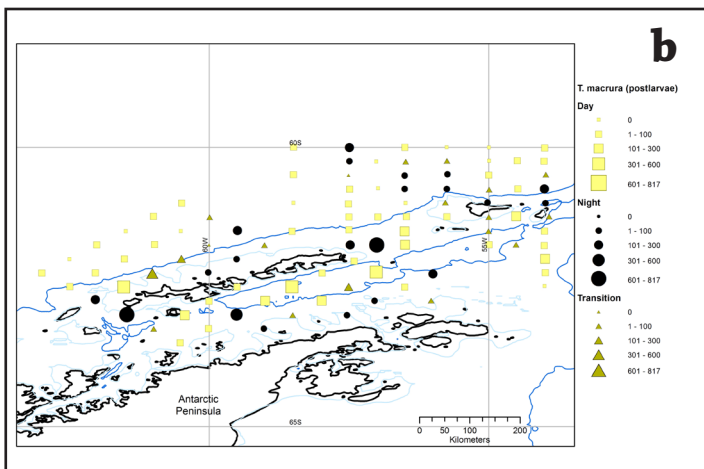 b
T. macrura (postlarvae)
Day
0
1 - 100
101 - 300
301 - 600
601 - 817
Night
0
1 - 100
101 - 300
301 - 600
601 - 817
Transition
0
1 - 100
101 - 300
301 - 600
601 - 817
60S
60W
55W
Antarctic
Peninsula
65S
0 50 100 200
Kilometers